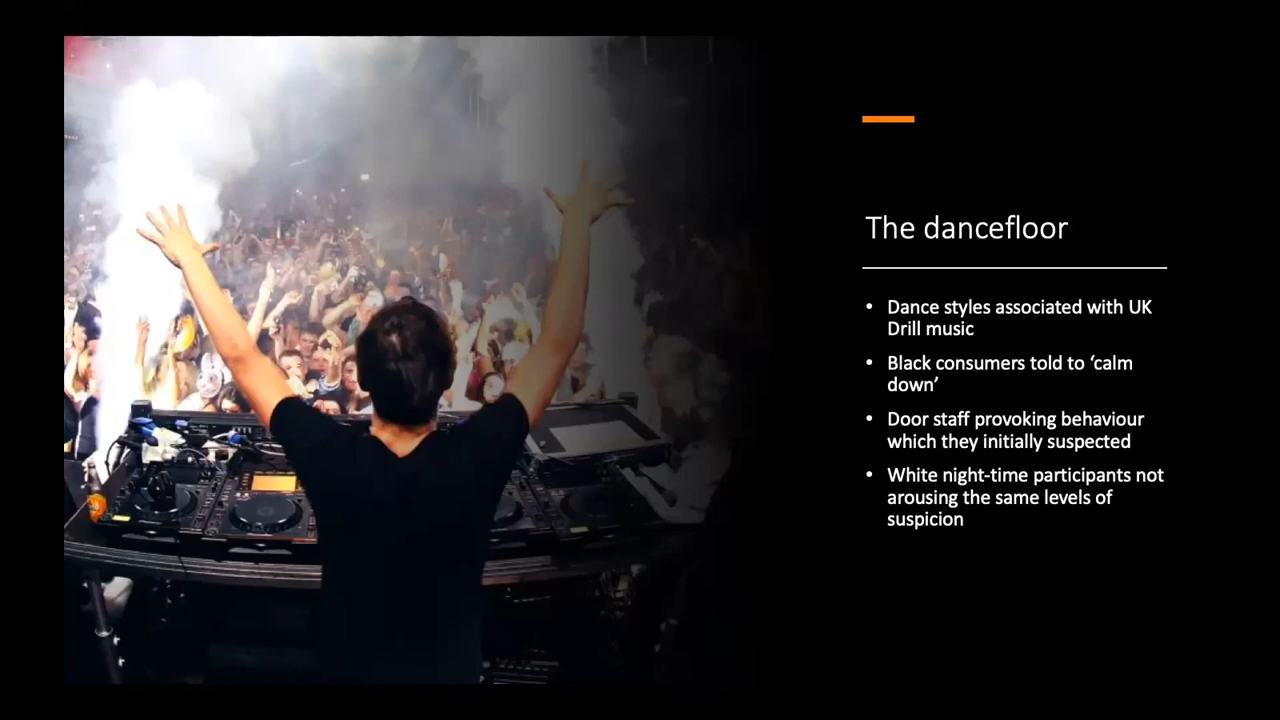 The dancefloor
• Dance styles associated with UK
Drill music
• Black consumers told to ‘calm
down’
• Door staff provoking behaviour
which they initially suspected
• White night-time participants not
arousing the same levels of
suspicion